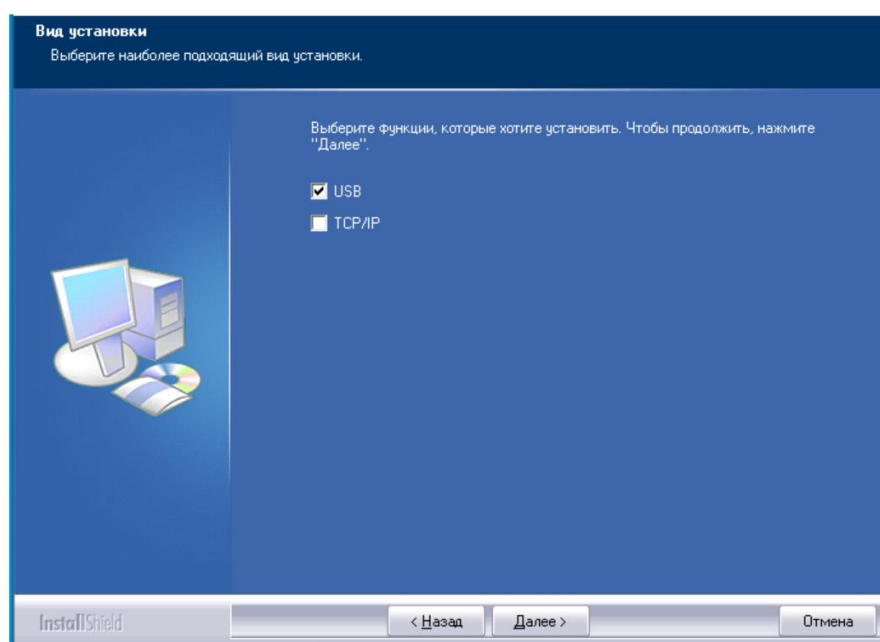 Вид установки
Выберите наиболее подходящий вид установки.
Выберите функции, которые хотите установить. Чтобы продолжить, нажмите
"Далее".
USB
TCP/IP
InstallShield
< Назад
Далее >
Отмена